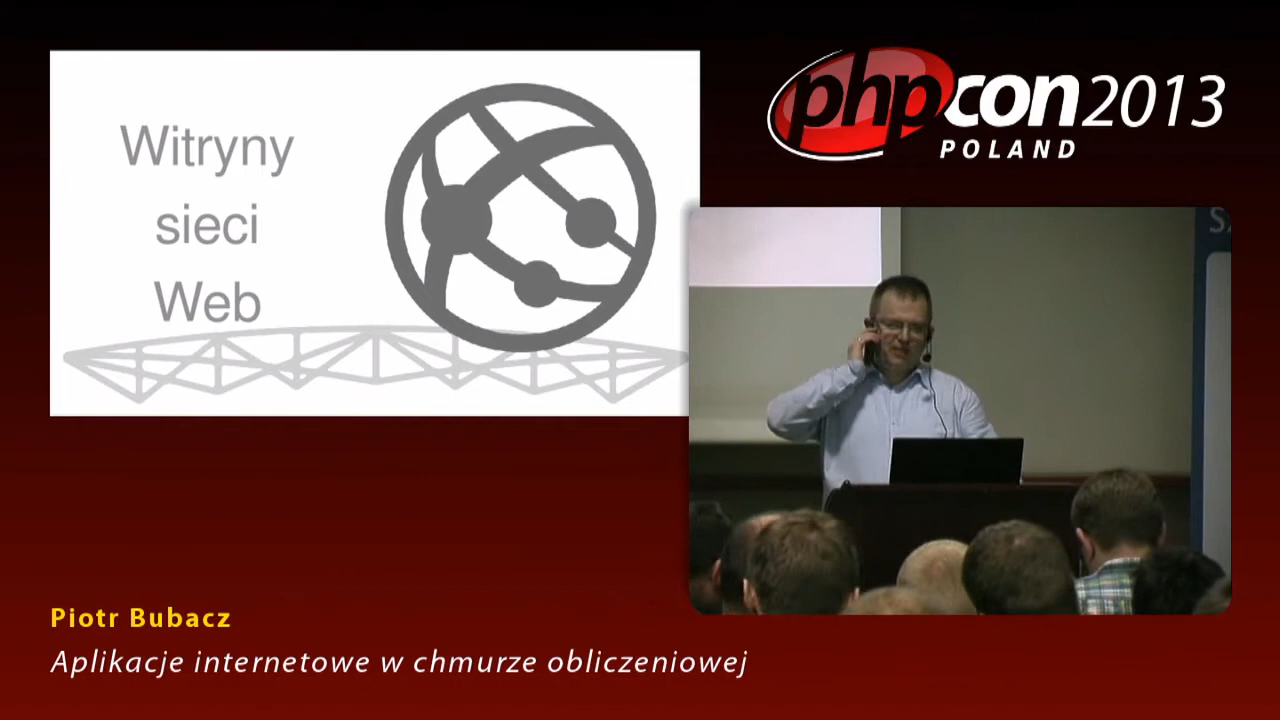 Witryny
sieci
Web
phpcon2013
POLAND
Piotr Bubacz
Aplikacje internetowe w chmurze obliczeniowej